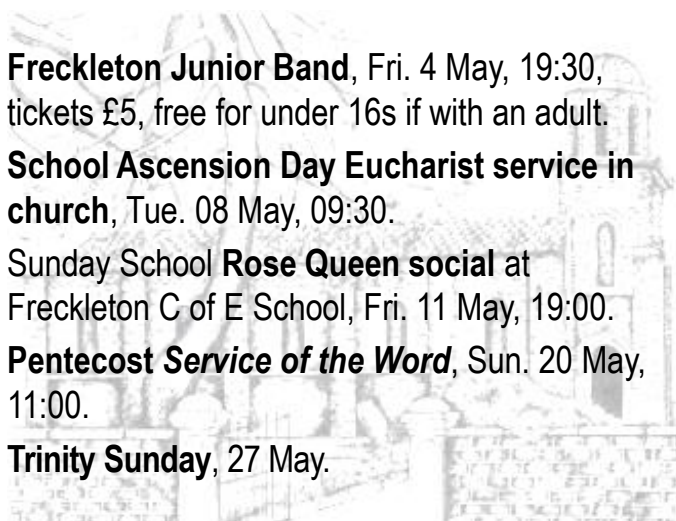 Freckleton Junior Band, Fri. 4 May, 19:30,
tickets £5, free for under 16s if with an adult.
School Ascension Day Eucharist service in
church, Tue. 08 May, 09:30.
Sunday School Rose Queen social at
Freckleton C of E School, Fri. 11 May, 19:00.
Pentecost Service of the Word, Sun. 20 May,
11:00.
Trinity Sunday, 27 May.